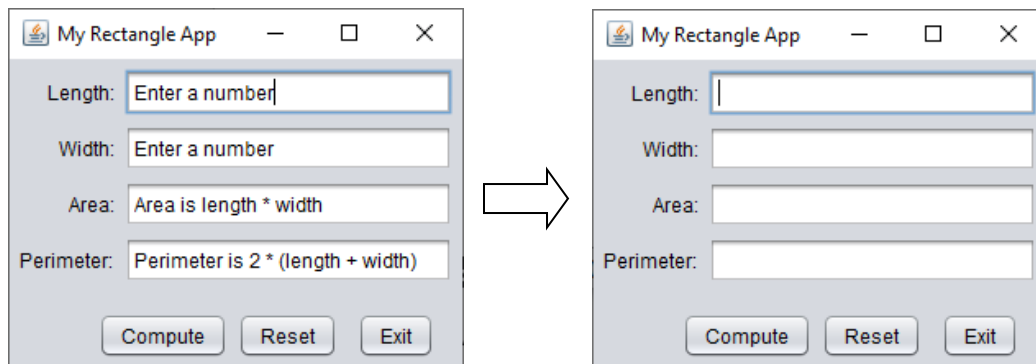 My Rectangle App
Length: Enter a number
Width: Enter a number
Area: Area is length * width
Perimeter: Perimeter is 2 * (length + width)
Compute Reset Exit
My Rectangle App
Length:
Width:
Area:
Perimeter:
Compute Reset Exit